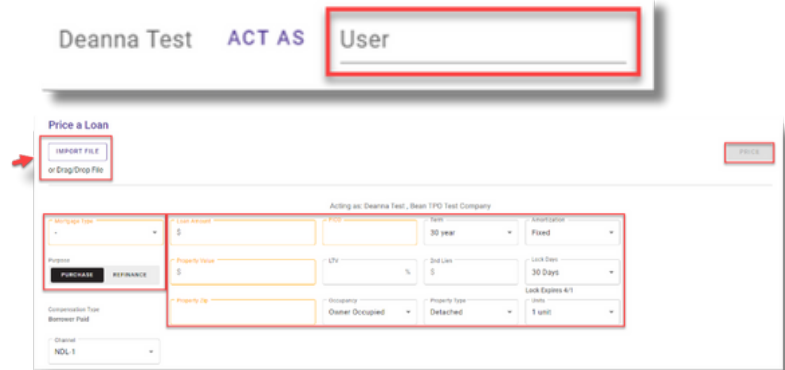 Deanna Test ACT AS User
Price a Loan
IMPORT FILE
PRICE
or Drag/Drop File
Acting as: Deanna Test , Bean TPO Test Company
Mortgage Type Loan Amount FICO Term Amortization
- $ 30 year Fixed
Purpose Property Value LTV 2nd Lien Lock Days
PURCHASE REFINANCE $ % $ 30 Days
Lock Expires 4/1
Compensation Type Property Zip Occupancy Property Type Units
Borrower Paid Owner Occupied Detached 1 unit
Channel
NDL-1